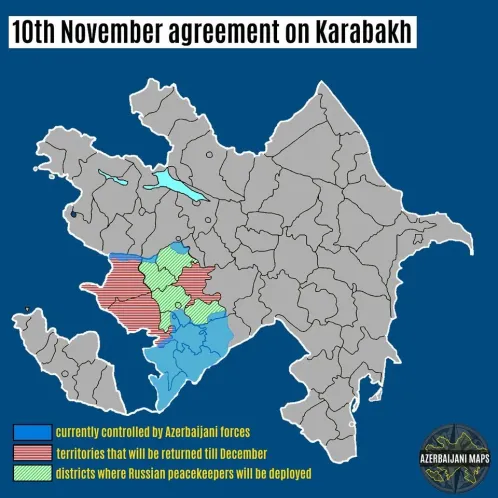 10th November agreement on Karabakh
currently controlled by Azerbaijani forces
territories that will be returned till December
districts where Russian peacekeepers will be deployed
AZERBAIJANI MAPS